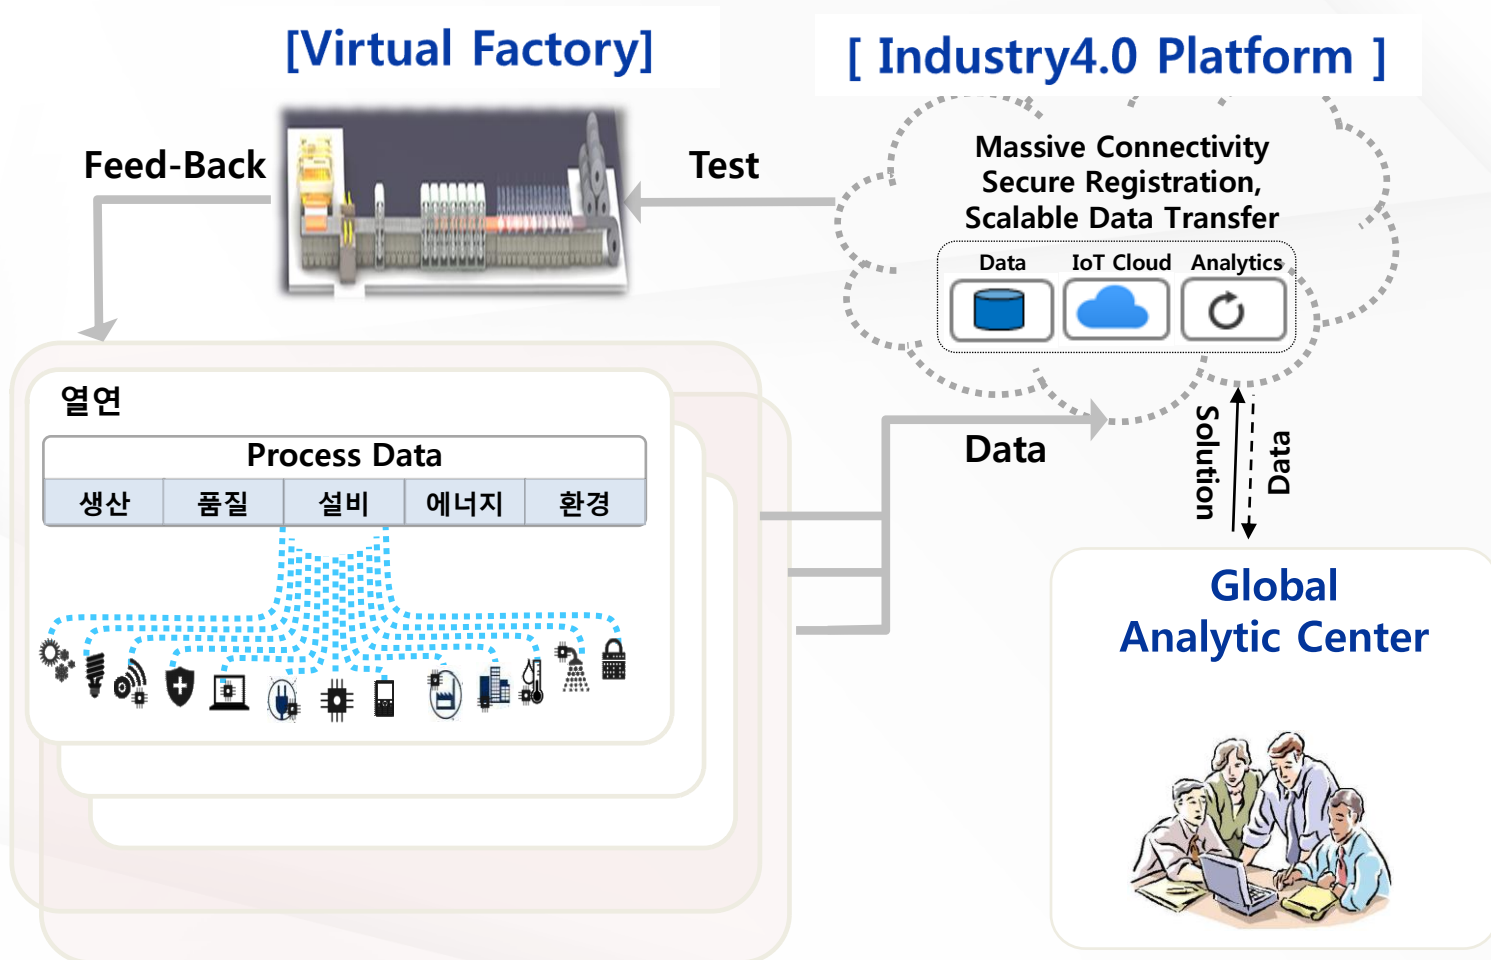 [Virtual Factory]
[ Industry4.0 Platform ]
Feed-Back
Test
Massive Connectivity
Secure Registration,
Scalable Data Transfer
Data IoT Cloud Analytics
열연
Process Data
생산 품질 설비 에너지 환경
Data
Solution
Data
Global
Analytic Center